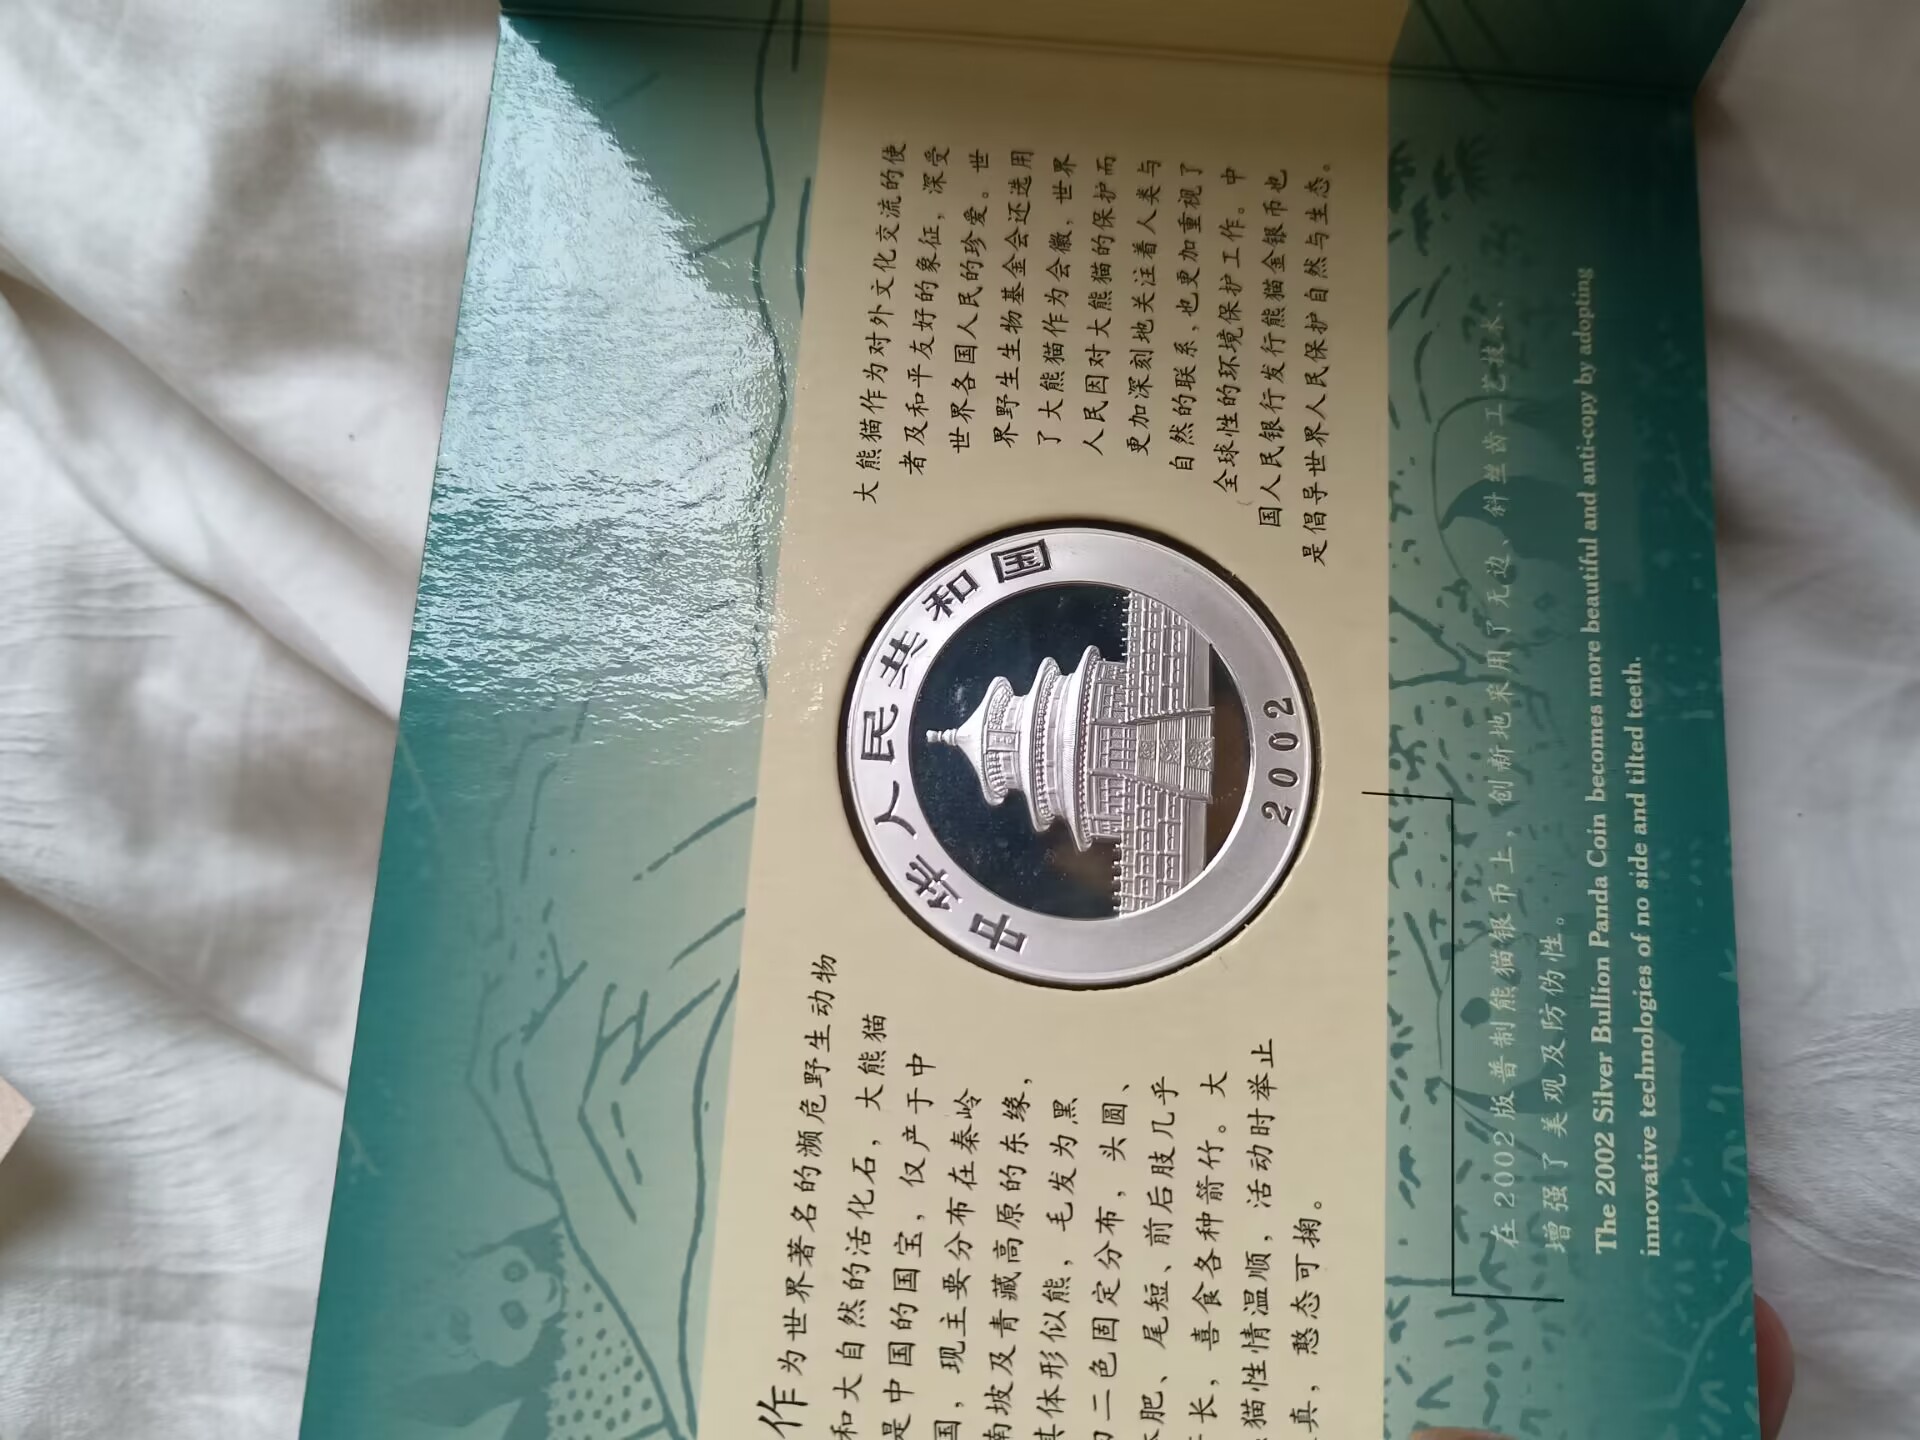 作为世界著名的濒危野生动物
和大自然的活化石，大熊猫
是中国的国宝，仅产于中
国，现主要分布在秦岭
南坡及青藏高原的东缘，
其体形似熊，毛发为黑
二色固定分布，头圆、
肥、尾短、前后肢几乎
长，喜食各种箭竹。大
猫性情温顺，活动时举止
真，憨态可掬。
中华人民共和国
2002
大熊猫作为对外文化交流的使
者及和平友好的象征，深受
世界各国人民的珍爱。世
界野生生物基金会还选用
了大熊猫作为会徽，世界
人民因对大熊猫的保护而
更加深刻地关注着人类与
自然的联系，也更加重视了
全球性的环境保护工作。中
国人民银行发行熊猫金银币也
是倡导世界人民保护自然与生态。
在2002版普制熊猫银币上，创新地采用了无边、斜丝齿工艺技术，
增强了美观及防伪性。
The 2002 Silver Bullion Panda Coin becomes more beautiful and anti-copy by adopting
innovative technologies of no side and tilted teeth.